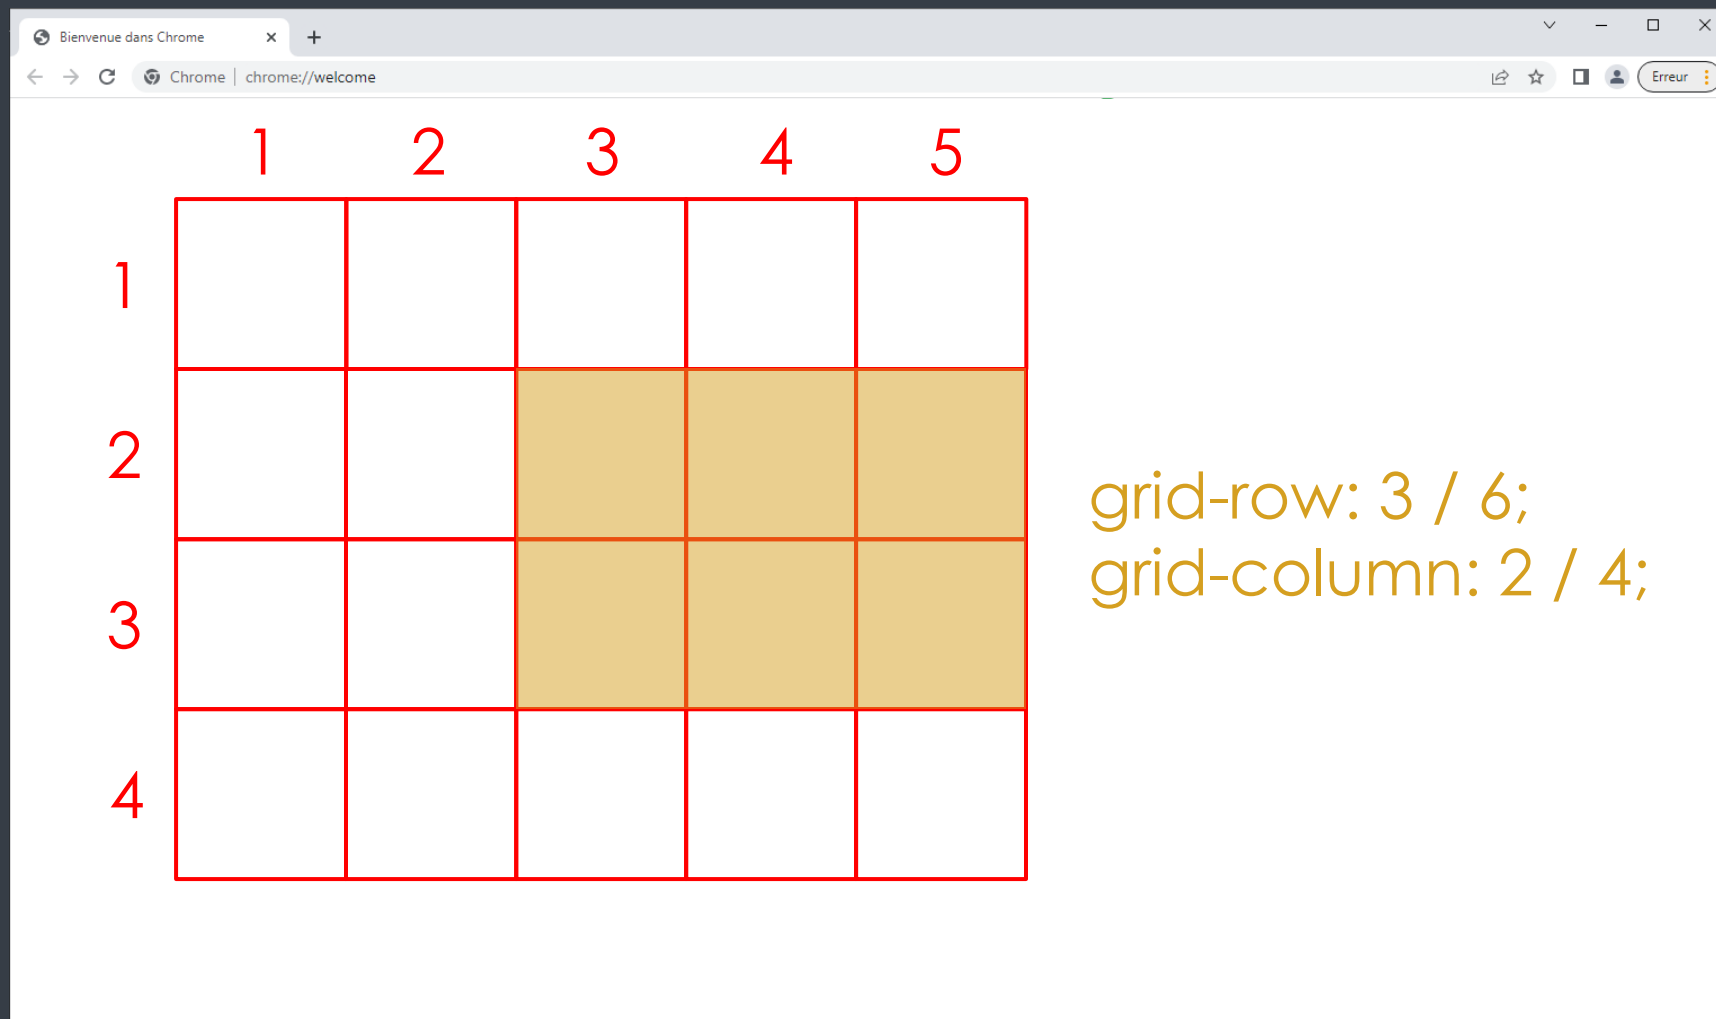 Bienvenue dans Chrome
Chrome | chrome://welcome
Erreur
1 2 3 4 5
1
2
3
4
grid-row: 3 / 6;
grid-column: 2 / 4;